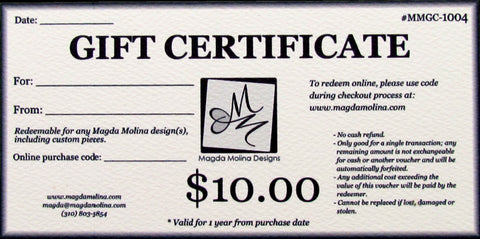 Date: _______________
#MMGC-1004
GIFT CERTIFICATE
For: _______________
From: _______________
Redeemable for any Magda Molina design(s),
including custom pieces.
Online purchase code: _______________
www.magdamolina.com
magda@magdamolina.com
(310) 803-3854
MM
Magda Molina Designs
$10.00
* Valid for 1 year from purchase date
To redeem online, please use code
during checkout process at:
www.magdamolina.com
- No cash refund.
- Only good for a single transaction; any
remaining amount is not exchangeable
for cash or another voucher and will be
automatically forfeited.
- Any additional cost exceeding the
value of this voucher will be paid by the
redeemer.
- Cannot be replaced if lost, damaged or
stolen.